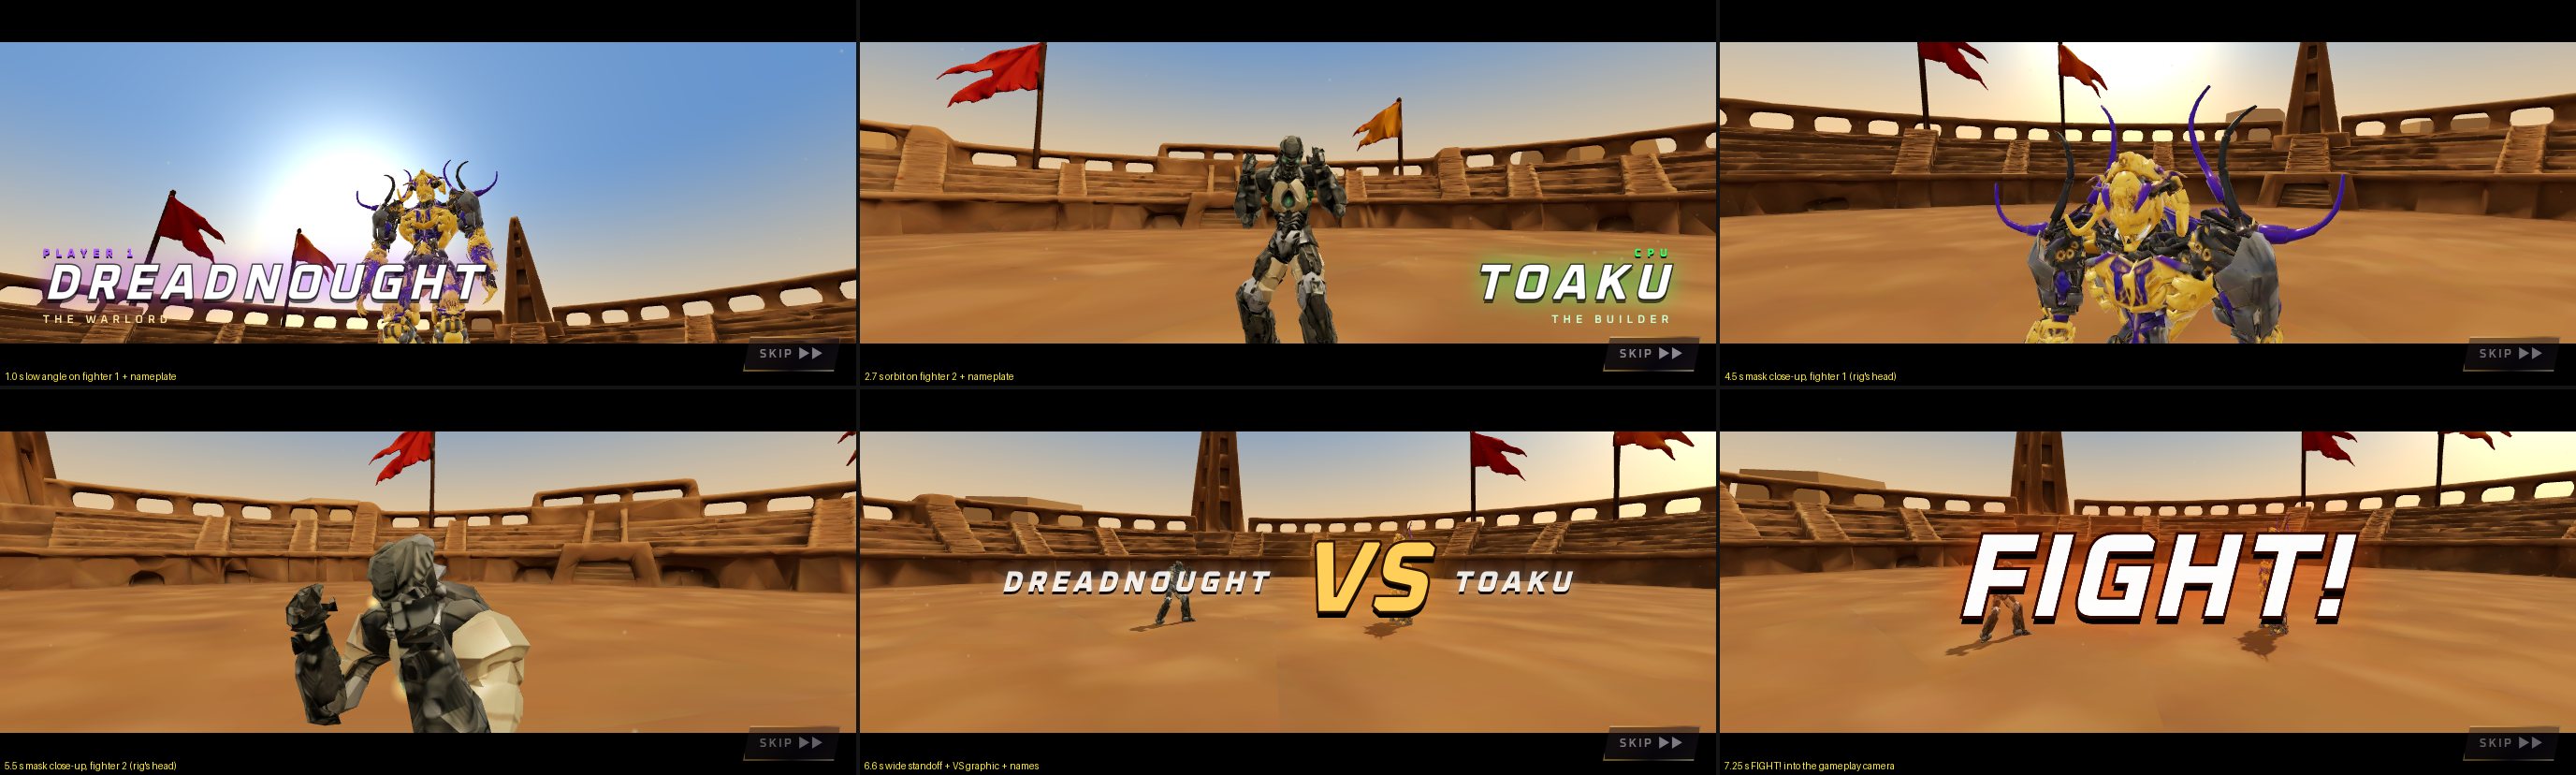 PLAYER 1
DREADNOUGHT
THE WARLORD
SKIP
1.0 s low angle on fighter 1 + nameplate
CPU
TOAKU
THE BUILDER
SKIP
2.7 s orbit on fighter 2 + nameplate
SKIP
4.5 s mask close-up, fighter 1 (rig's head)
SKIP
5.5 s mask close-up, fighter 2 (rig's head)
DREADNOUGHT VS TOAKU
SKIP
6.6 s wide standoff + VS graphic + names
FIGHT!
SKIP
7.25 s FIGHT! into the gameplay camera